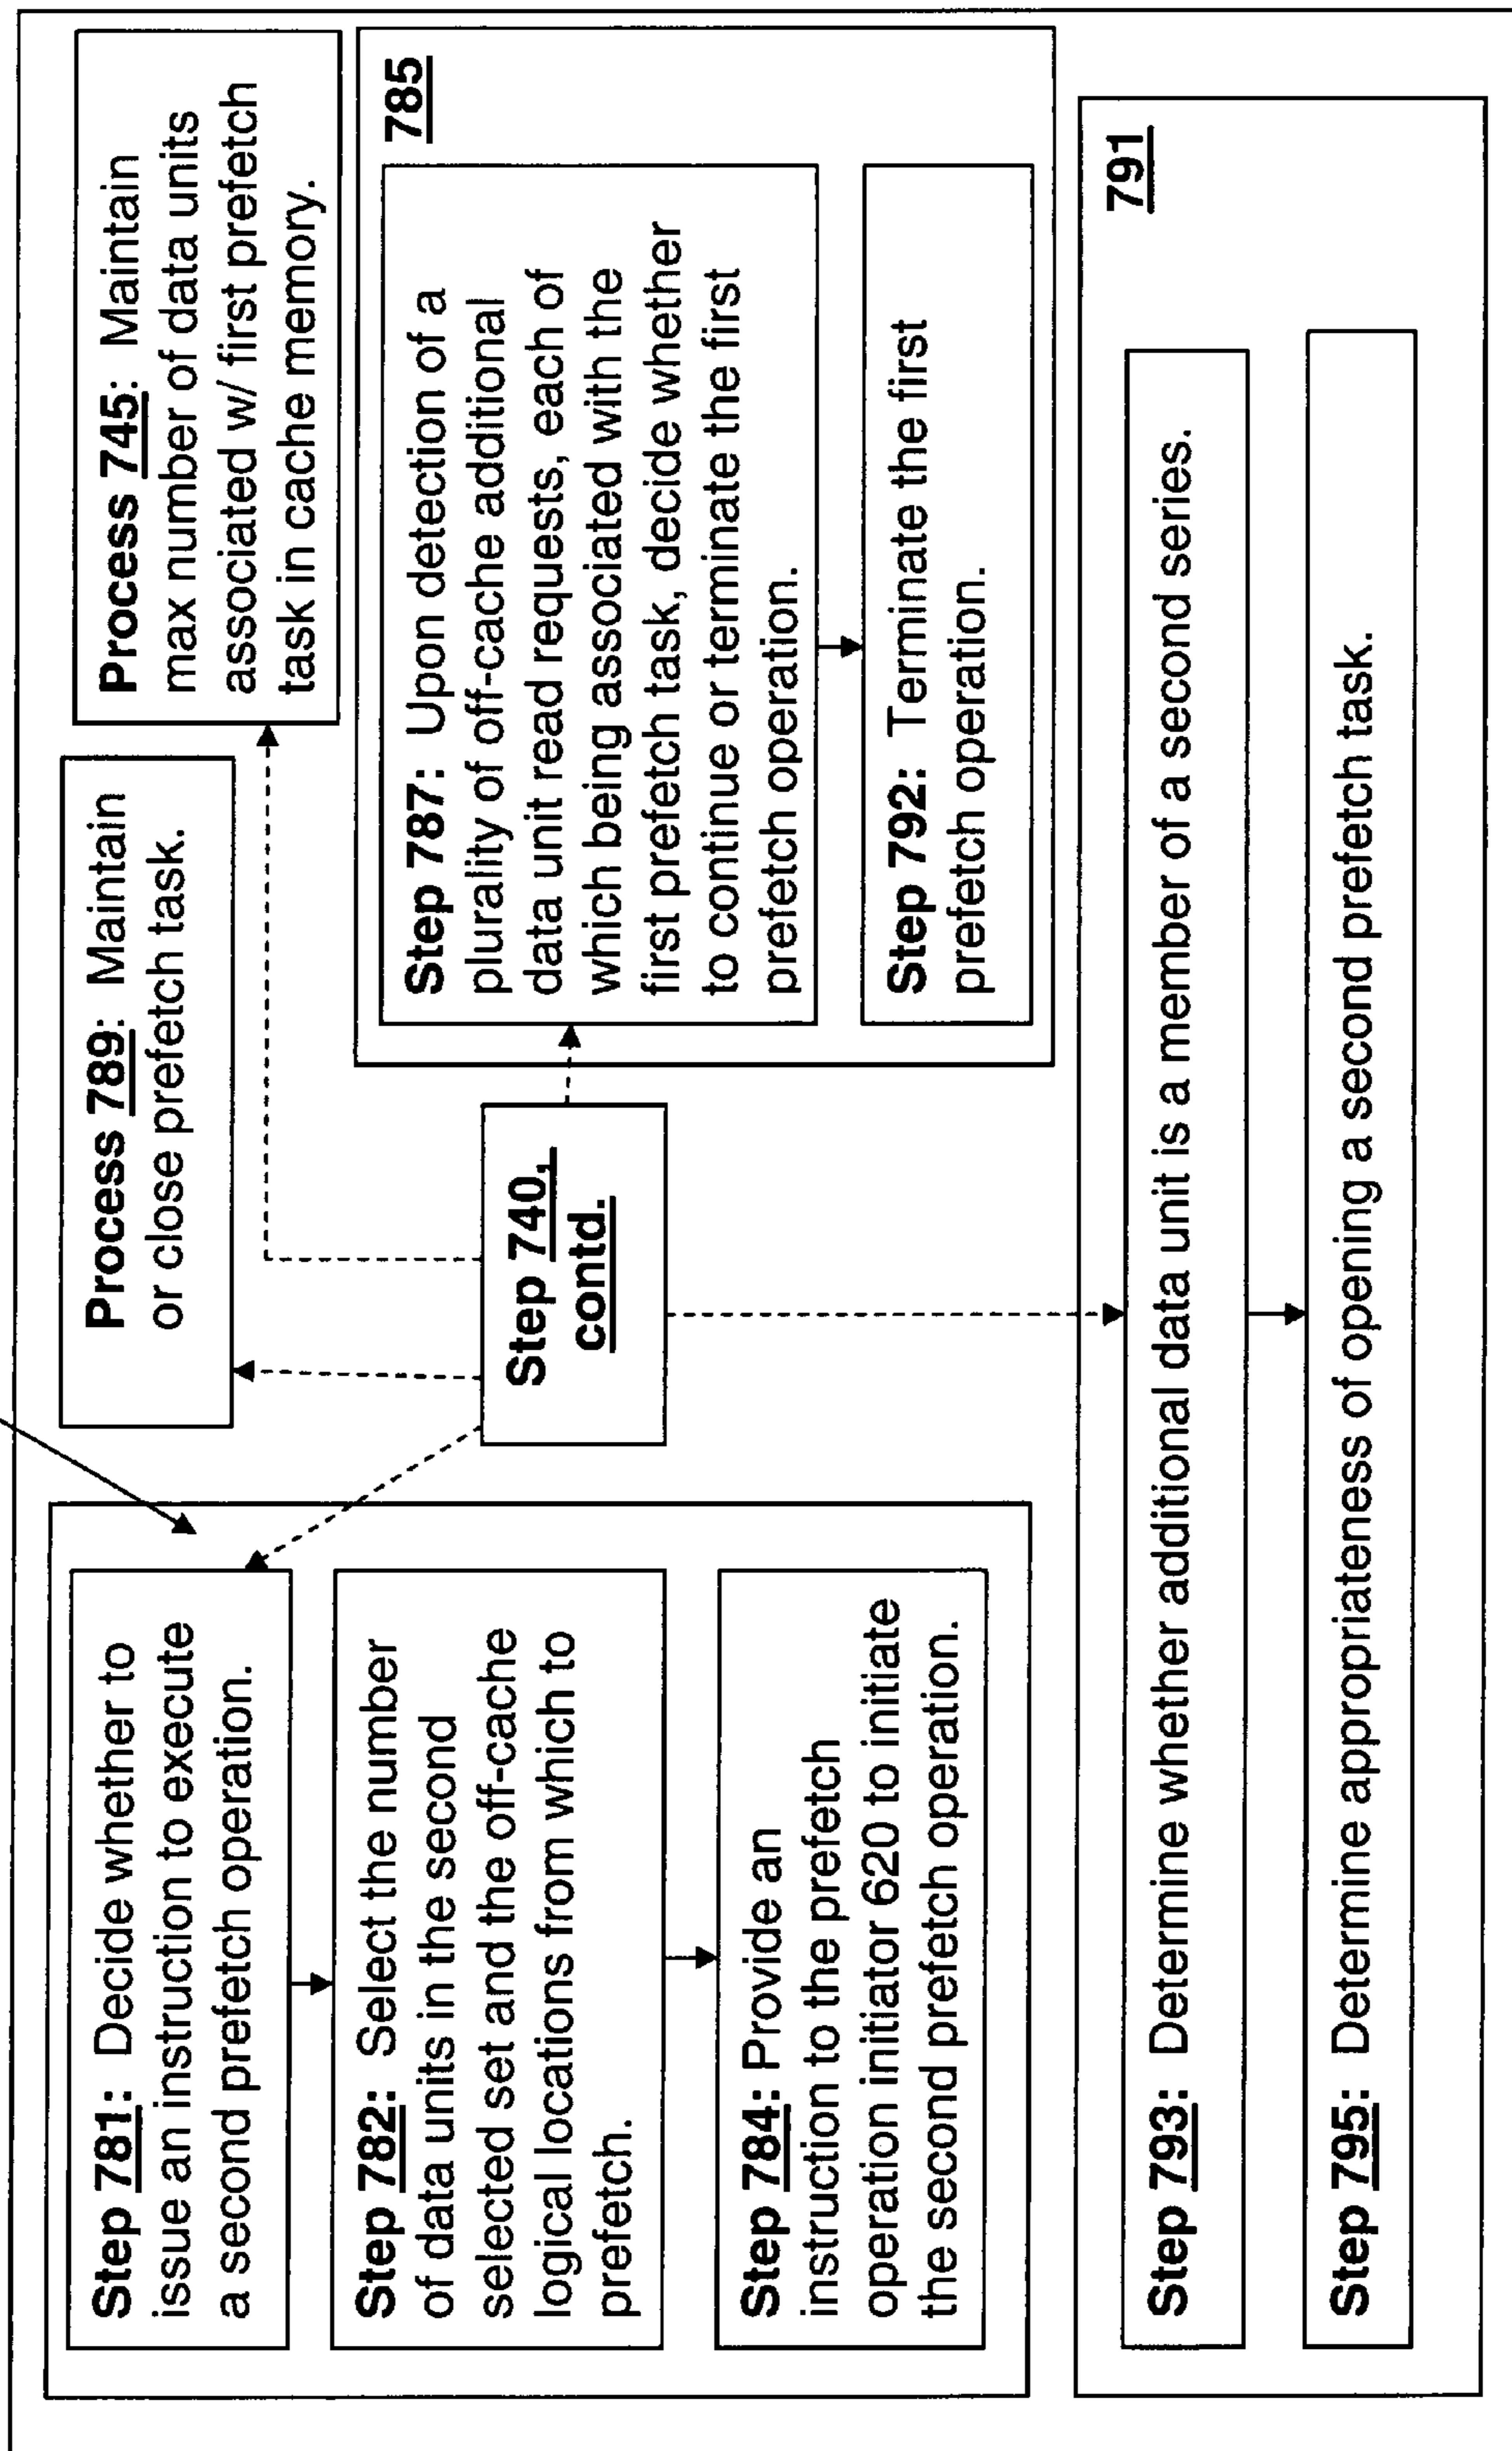 Step 781: Decide whether to
issue an instruction to execute
a second prefetch operation.
Step 782: Select the number
of data units in the second
selected set and the off-cache
logical locations from which to
prefetch.
Step 784: Provide an
instruction to the prefetch
operation initiator 620 to initiate
the second prefetch operation.
Process 789: Maintain
or close prefetch task.
Step 740,
contd.
Process 745: Maintain
max number of data units
associated w/ first prefetch
task in cache memory.
785
Step 787: Upon detection of a
plurality of off-cache additional
data unit read requests, each of
which being associated with the
first prefetch task, decide whether
to continue or terminate the first
prefetch operation.
Step 792: Terminate the first
prefetch operation.
791
Step 793: Determine whether additional data unit is a member of a second series.
Step 795: Determine appropriateness of opening a second prefetch task.